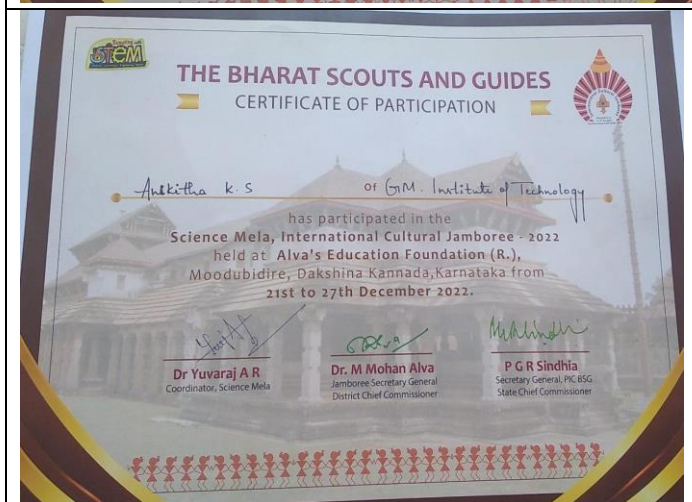 STEM
THE BHARAT SCOUTS AND GUIDES
CERTIFICATE OF PARTICIPATION
Anskitha K.S of GM. Institute of Technology
has participated in the
Science Mela, International Cultural Jamboree - 2022
held at Alva's Education Foundation (R.),
Moodubidire, Dakshina Kannada,Karnataka from
21st to 27th December 2022.
Dr Yuvaraj A R
Coordinator, Science Mela
Dr. M Mohan Alva
Jamboree Secretary General
District Chief Commissioner
P G R Sindhia
Secretary General, PIC BSG
State Chief Commissioner